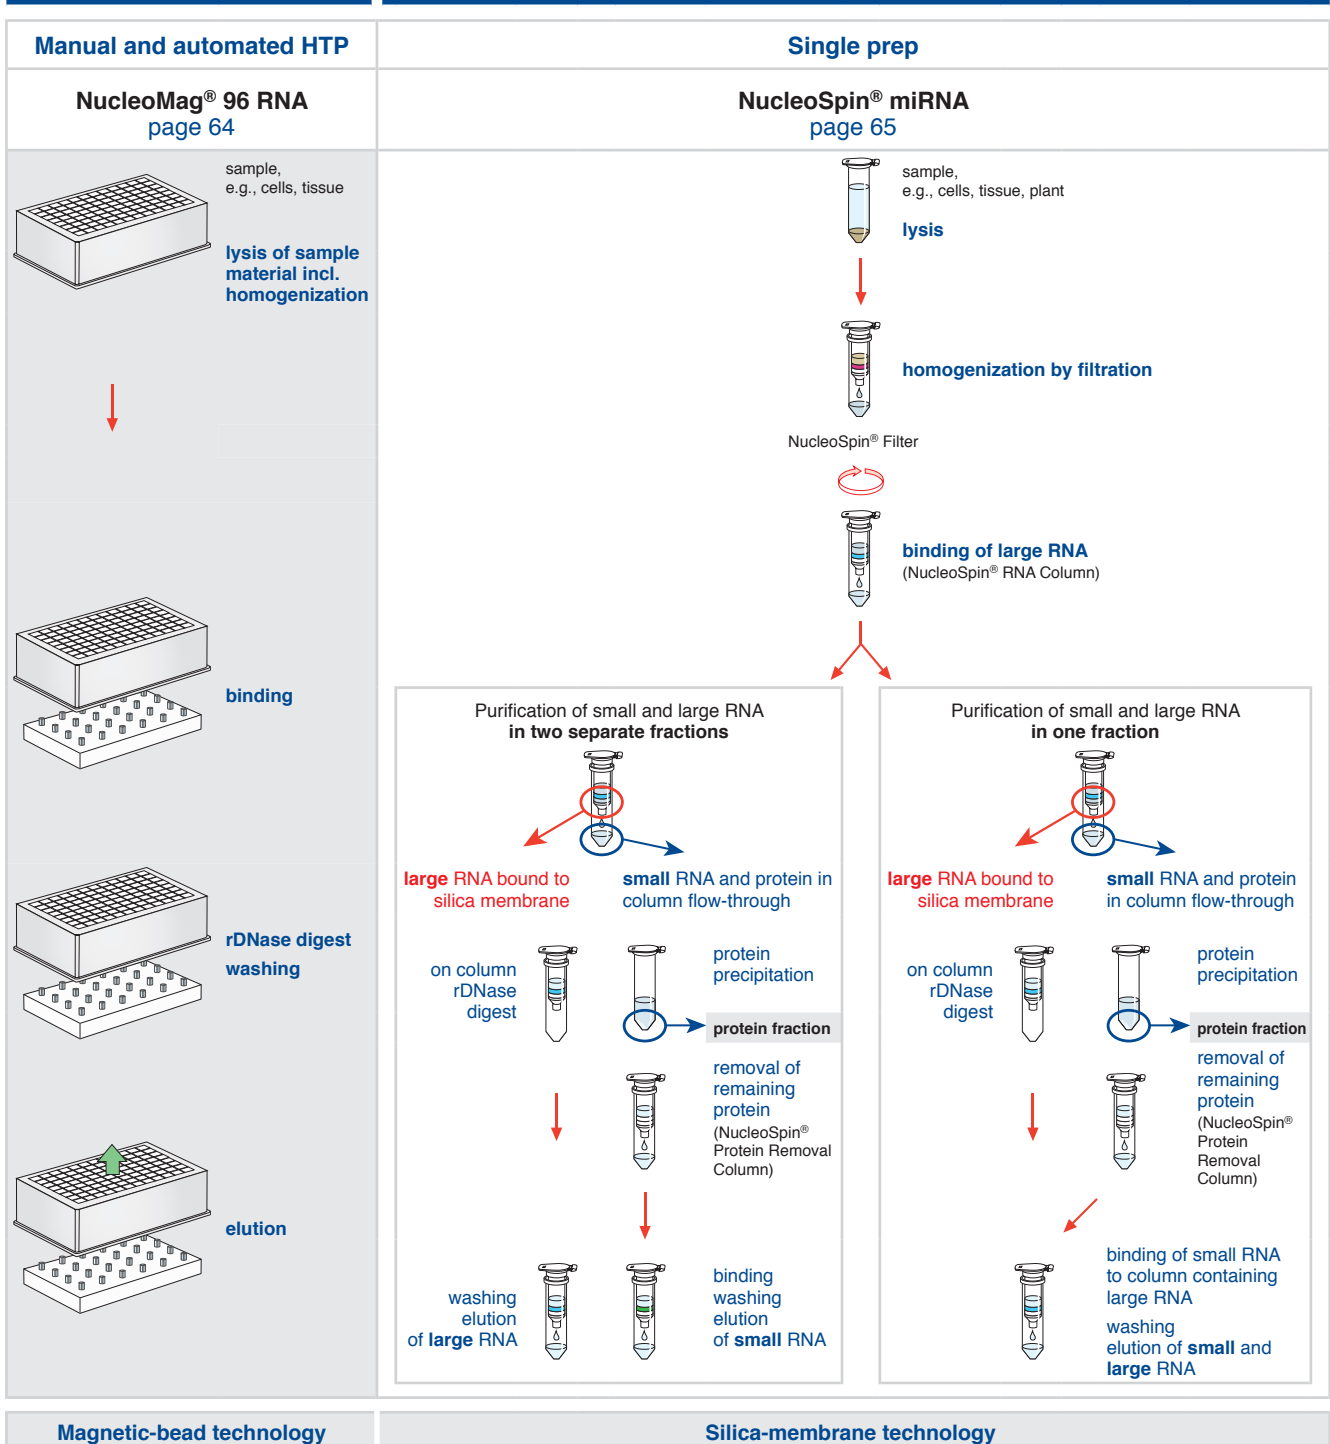 Manual and automated HTP
Single prep
NucleoMag® 96 RNA
page 64
NucleoSpin® miRNA
page 65
sample,
e.g., cells, tissue
lysis of sample
material incl.
homogenization
binding
rDNase digest
washing
elution
sample,
e.g., cells, tissue, plant
lysis
homogenization by filtration
NucleoSpin® Filter
binding of large RNA
(NucleoSpin® RNA Column)
Purification of small and large RNA
in two separate fractions
large RNA bound to
silica membrane
small RNA and protein in
column flow-through
on column
rDNase
digest
protein
precipitation
protein fraction
removal of
remaining
protein
(NucleoSpin®
Protein Removal
Column)
washing
elution
of large RNA
binding
washing
elution
of small RNA
Purification of small and large RNA
in one fraction
large RNA bound to
silica membrane
small RNA and protein
in column flow-through
on column
rDNase
digest
protein
precipitation
protein fraction
removal of
remaining
protein
(NucleoSpin®
Protein
Removal
Column)
binding of small RNA
to column containing
large RNA
washing
elution of small and
large RNA
Magnetic-bead technology
Silica-membrane technology